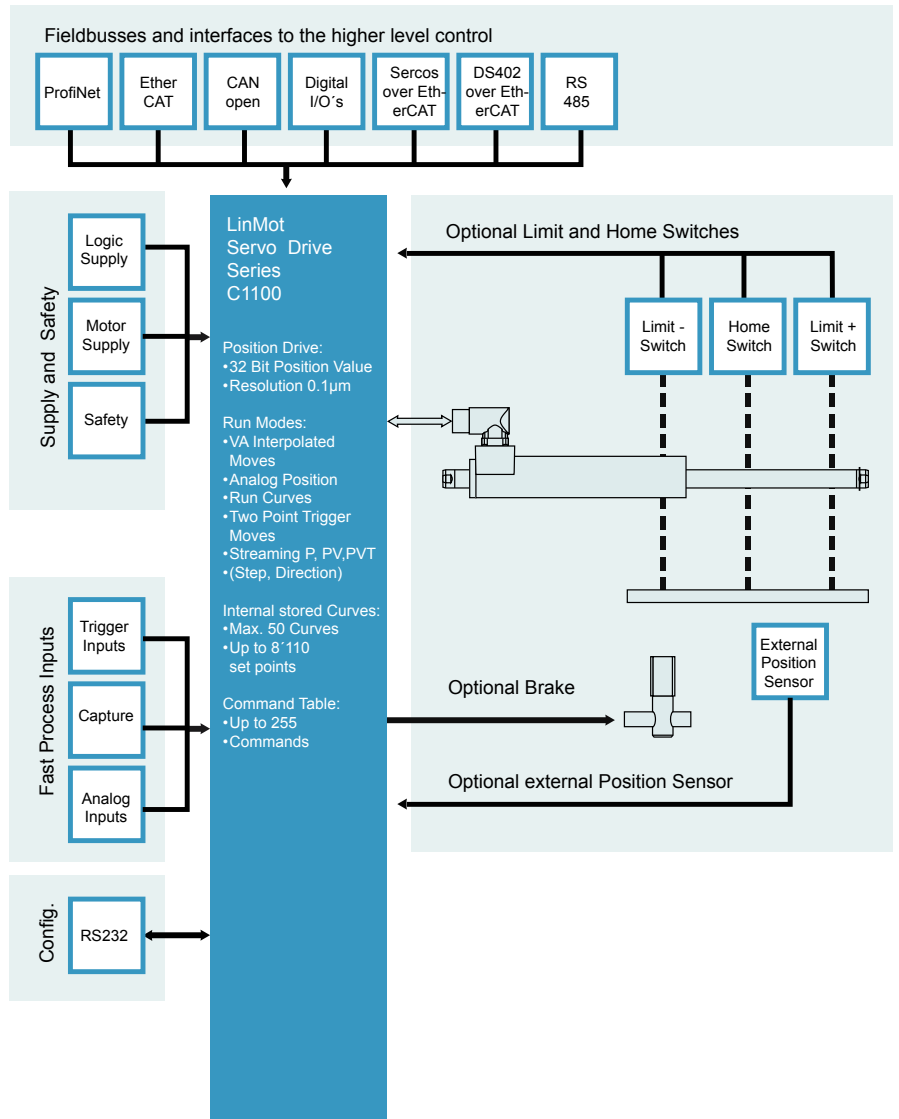 Fieldbusses and interfaces to the higher level control
ProfiNet
Ether
CAT
CAN
open
Digital
I/O´s
Sercos
over Eth-
erCAT
DS402
over Eth-
erCAT
RS
485
Supply and Safety
Logic
Supply
Motor
Supply
Safety
LinMot
Servo Drive
Series
C1100
Position Drive:
•32 Bit Position Value
•Resolution 0.1µm
Run Modes:
•VA Interpolated
Moves
•Analog Position
•Run Curves
•Two Point Trigger
Moves
•Streaming P, PV,PVT
•(Step, Direction)
Internal stored Curves:
•Max. 50 Curves
•Up to 8´110
set points
Command Table:
•Up to 255
•Commands
Optional Limit and Home Switches
Limit -
Switch
Home
Switch
Limit +
Switch
Fast Process Inputs
Trigger
Inputs
Capture
Analog
Inputs
External
Position
Sensor
Optional Brake
Optional external Position Sensor
Config.
RS232